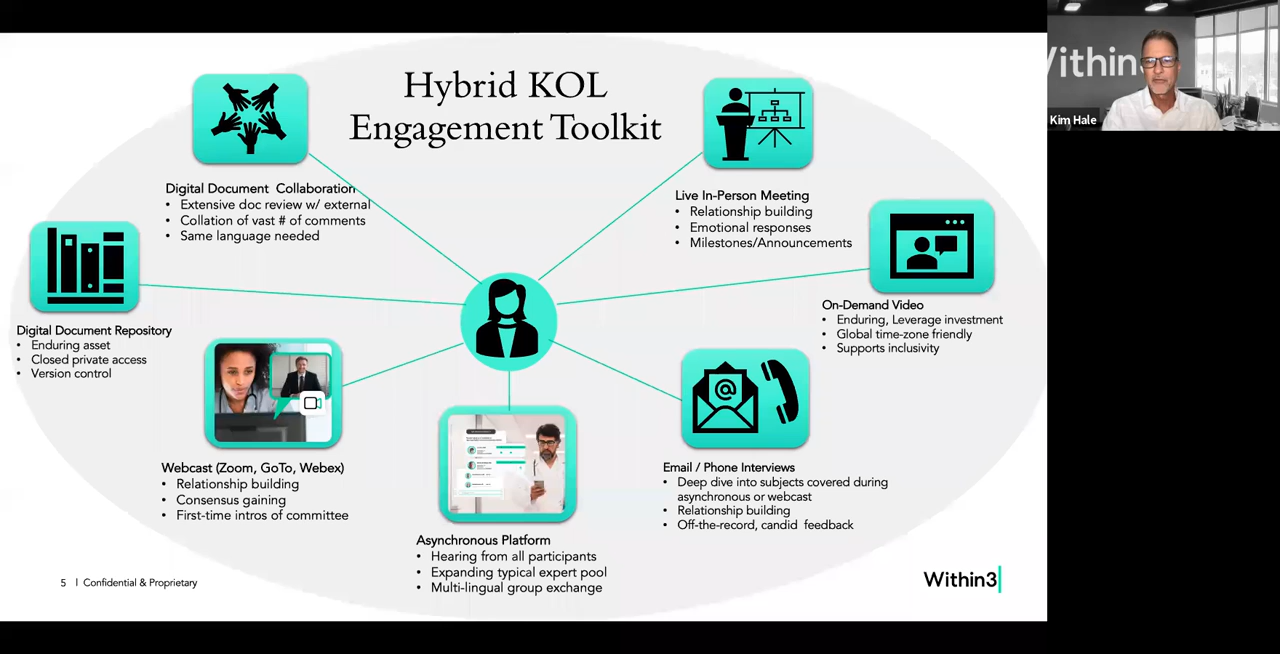 Hybrid KOL
Engagement Toolkit
Digital Document  Collaboration
• Extensive doc review w/ external
• Collation of vast # of comments
• Same language needed
Live In-Person Meeting
• Relationship building
• Emotional responses
• Milestones/Announcements
Digital Document Repository
• Enduring asset
• Closed private access
• Version control
On-Demand Video
• Enduring, Leverage investment
• Global time-zone friendly
• Supports inclusivity
Webcast (Zoom, GoTo, Webex)
• Relationship building
• Consensus gaining
• First-time intros of committee
Asynchronous Platform
• Hearing from all participants
• Expanding typical expert pool
• Multi-lingual group exchange
@
Email / Phone Interviews
• Deep dive into subjects covered during
asynchronous or webcast
• Relationship building
• Off-the-record, candid  feedback
5 | Confidential & Proprietary
Within3
Within
Kim Hale